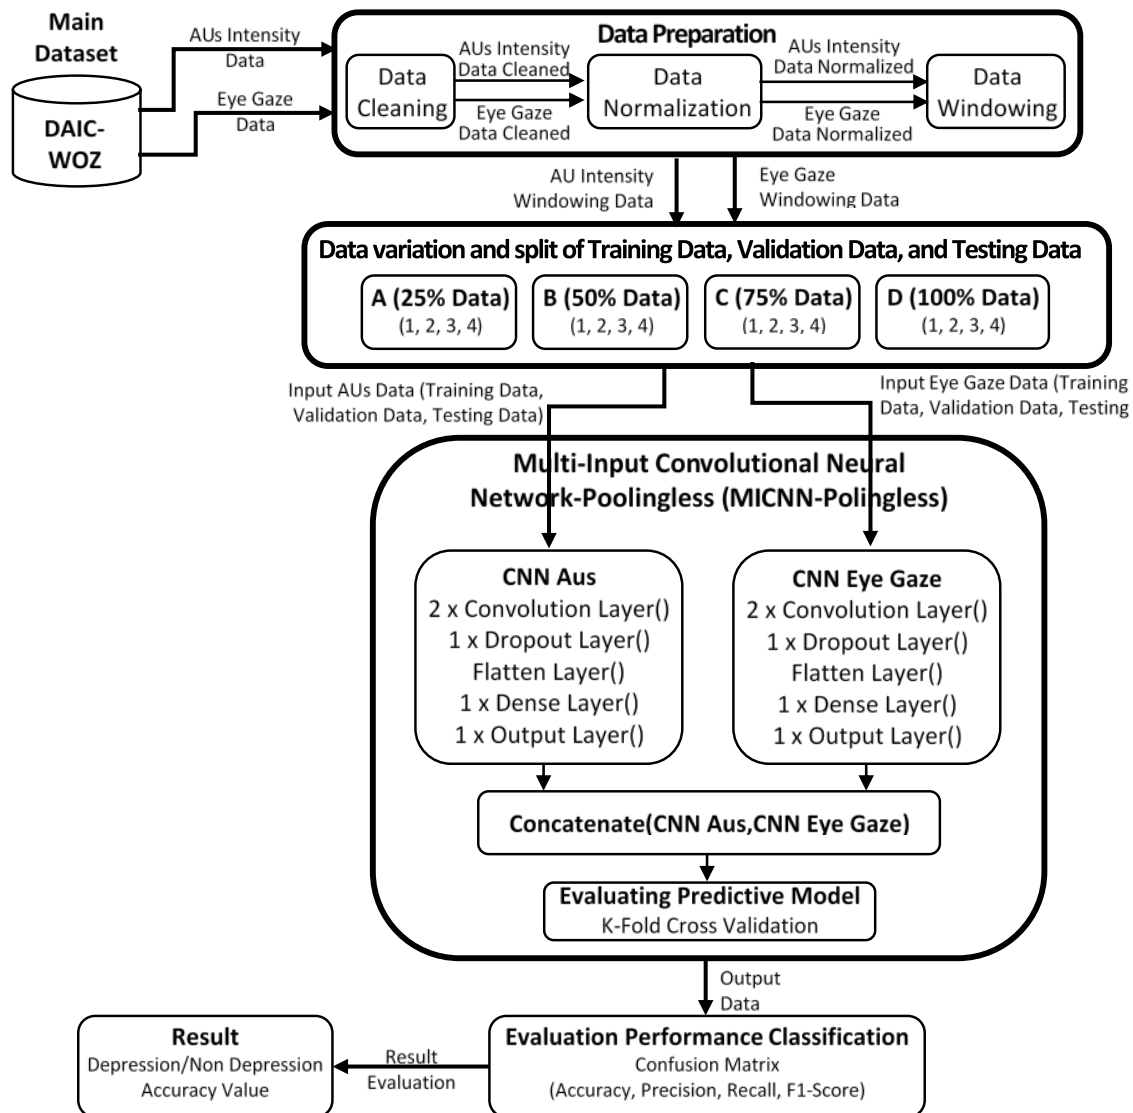 Main
Dataset
DAIC-
WOZ
AUs Intensity
Data
Eye Gaze
Data
Data Preparation
Data
Cleaning
AUs Intensity
Data Cleaned
Eye Gaze
Data Cleaned
Data
Normalization
AUs Intensity
Data Normalized
Eye Gaze
Data Normalized
Data
Windowing
AU Intensity
Windowing Data
Eye Gaze
Windowing Data
Data variation and split of Training Data, Validation Data, and Testing Data
A (25% Data)
(1, 2, 3, 4)
B (50% Data)
(1, 2, 3, 4)
C (75% Data)
(1, 2, 3, 4)
D (100% Data)
(1, 2, 3, 4)
Input AUs Data (Training Data,
Validation Data, Testing Data)
Input Eye Gaze Data (Training
Data, Validation Data, Testing
Multi-Input Convolutional Neural
Network-Poolingless (MICNN-Polingless)
CNN Aus
2 x Convolution Layer()
1 x Dropout Layer()
Flatten Layer()
1 x Dense Layer()
1 x Output Layer()
CNN Eye Gaze
2 x Convolution Layer()
1 x Dropout Layer()
Flatten Layer()
1 x Dense Layer()
1 x Output Layer()
Concatenate(CNN Aus,CNN Eye Gaze)
Evaluating Predictive Model
K-Fold Cross Validation
Output
Data
Evaluation Performance Classification
Confusion Matrix
(Accuracy, Precision, Recall, F1-Score)
Result
Evaluation
Result
Depression/Non Depression
Accuracy Value